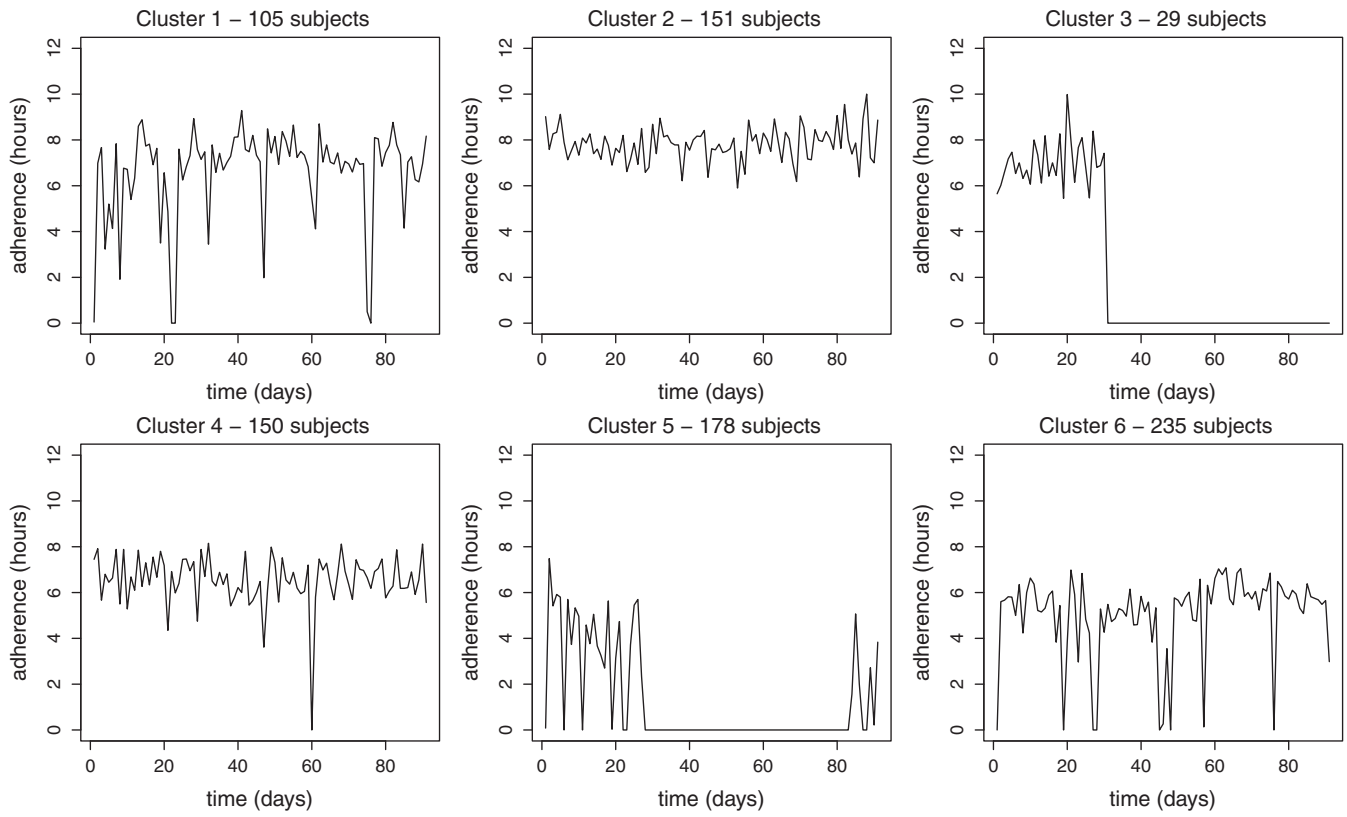 Cluster 1 – 105 subjects
adherence (hours)
12
10
8
6
4
2
0
0 20 40 60 80
time (days)
Cluster 2 – 151 subjects
adherence (hours)
12
10
8
6
4
2
0
0 20 40 60 80
time (days)
Cluster 3 – 29 subjects
adherence (hours)
12
10
8
6
4
2
0
0 20 40 60 80
time (days)
Cluster 4 – 150 subjects
adherence (hours)
12
10
8
6
4
2
0
0 20 40 60 80
time (days)
Cluster 5 – 178 subjects
adherence (hours)
12
10
8
6
4
2
0
0 20 40 60 80
time (days)
Cluster 6 – 235 subjects
adherence (hours)
12
10
8
6
4
2
0
0 20 40 60 80
time (days)